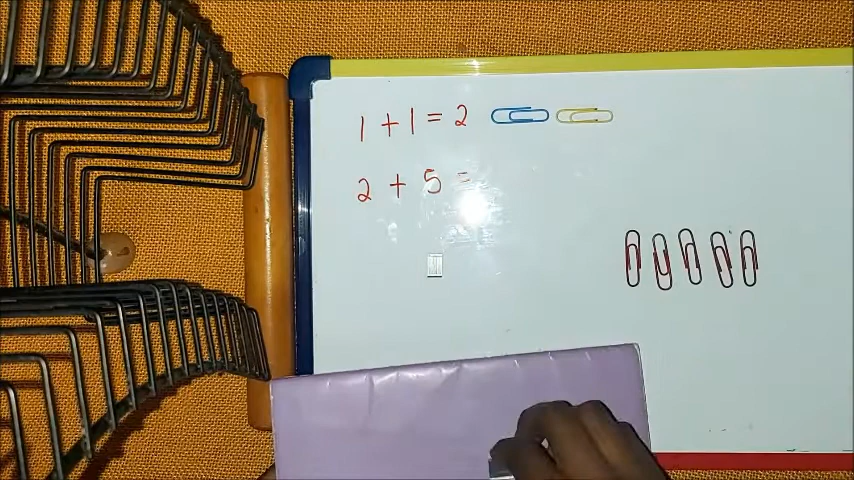 1 + 1 = 2
2 + 5 =